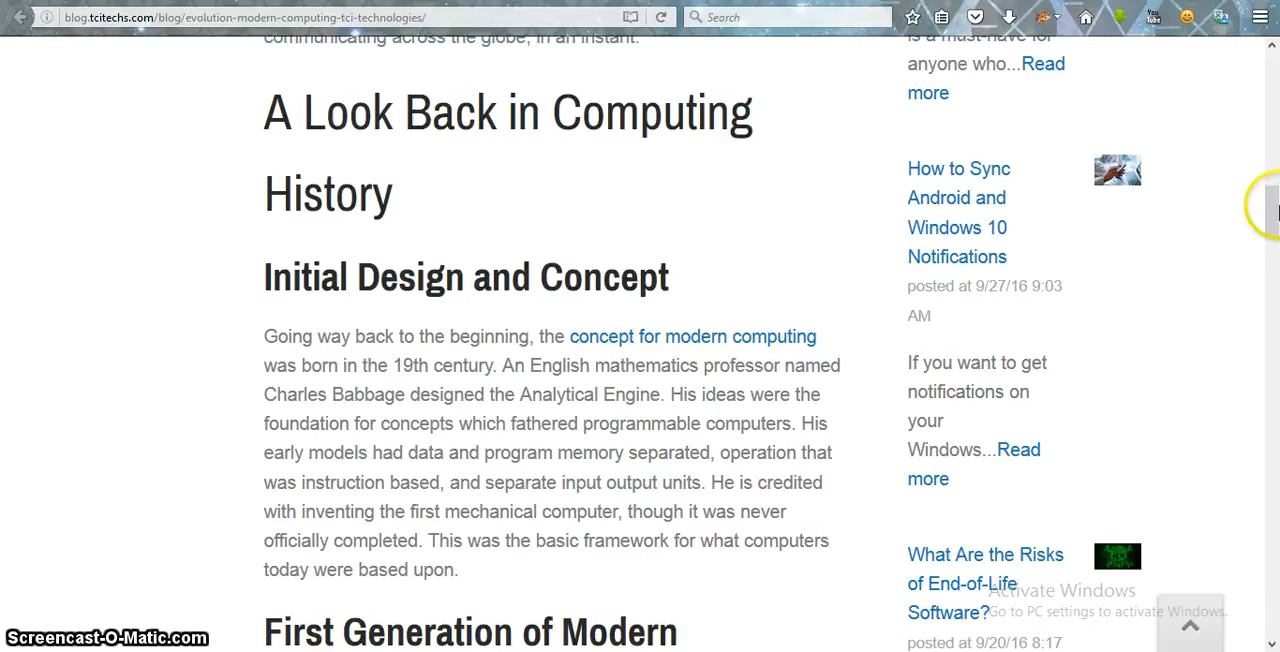 blog.tcitechs.com/blog/evolution-modern-computing-tci-technologies/
Search
You
Tube
communicating across the globe, in an instant.
A Look Back in Computing
History
Initial Design and Concept
Going way back to the beginning, the concept for modern computing
was born in the 19th century. An English mathematics professor named
Charles Babbage designed the Analytical Engine. His ideas were the
foundation for concepts which fathered programmable computers. His
early models had data and program memory separated, operation that
was instruction based, and separate input output units. He is credited
with inventing the first mechanical computer, though it was never
officially completed. This was the basic framework for what computers
today were based upon.
First Generation of Modern
is a must-have for
anyone who...Read
more
How to Sync
Android and
Windows 10
Notifications
posted at 9/27/16 9:03
AM
If you want to get
notifications on
your
Windows...Read
more
What Are the Risks
of End-of-Life
Software?
posted at 9/20/16 8:17
Activate Windows
Go to PC settings to activate Windows.
Screencast-O-Matic.com